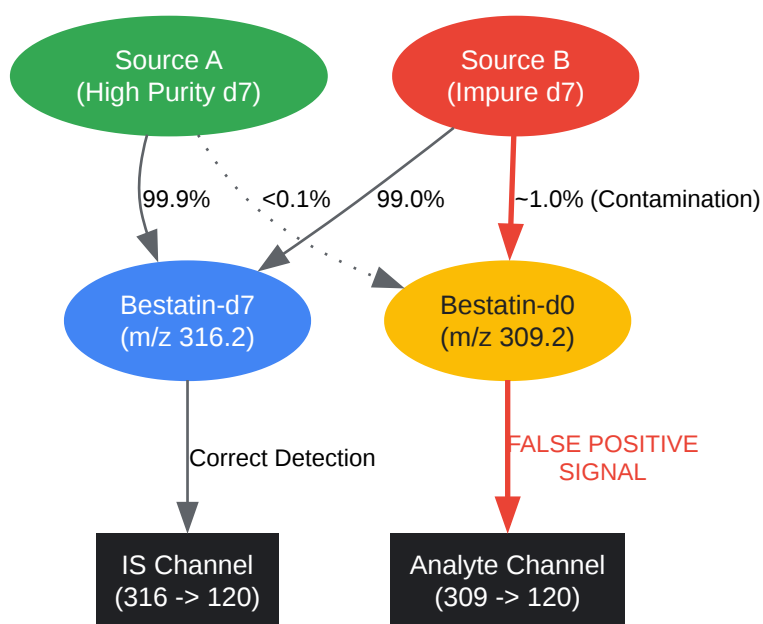 Source A
(High Purity d7)
Source B
(Impure d7)
99.9%
<0.1%
99.0%
~1.0% (Contamination)
Bestatin-d7
(m/z 316.2)
Bestatin-d0
(m/z 309.2)
Correct Detection
FALSE POSITIVE
SIGNAL
IS Channel
(316 -> 120)
Analyte Channel
(309 -> 120)